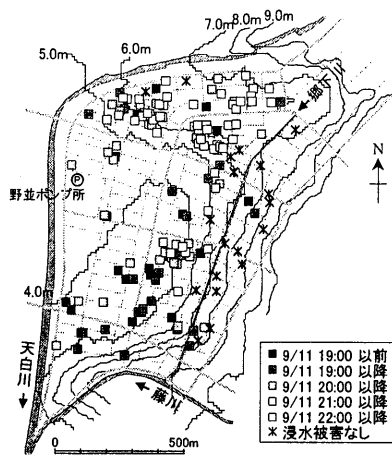 7.0m 8.0m 9.0m
5.0m
6.0m
郷下川
N
P
野並ポンプ所
4.0m
天白川
藤川
0
500m
9/11 19:00 以前
9/11 19:00 以降
9/11 20:00 以降
9/11 21:00 以降
9/11 22:00 以降
浸水被害なし